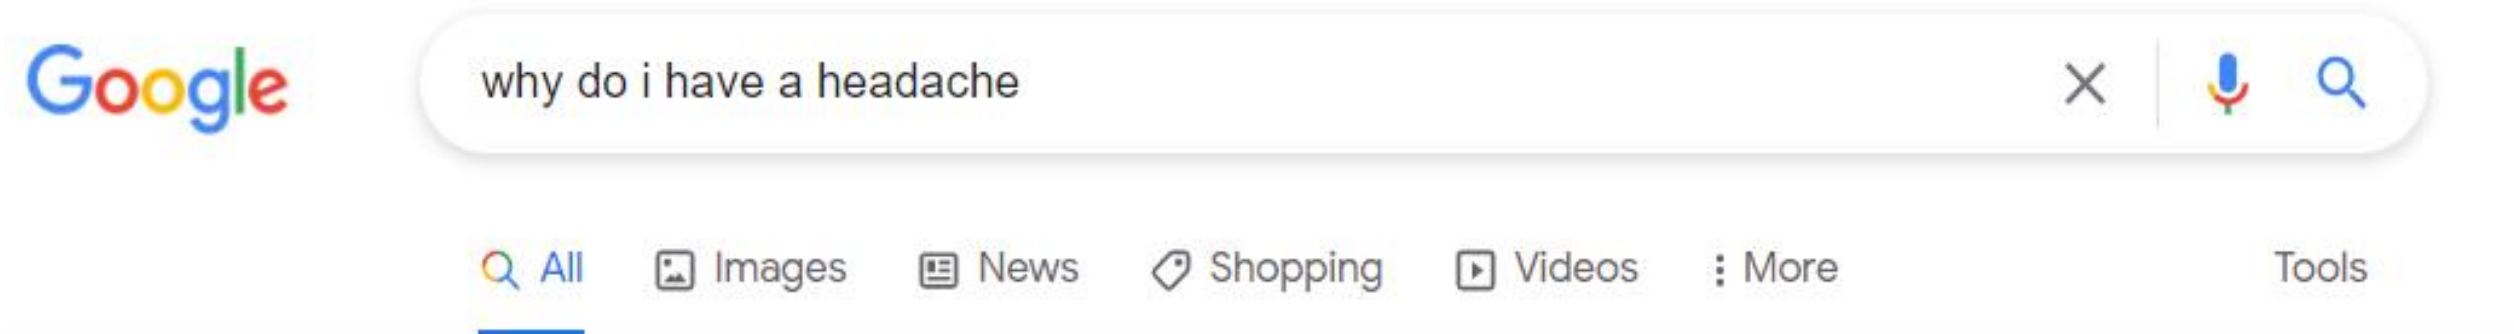 Google why do i have a headache
All Images News Shopping Videos More Tools